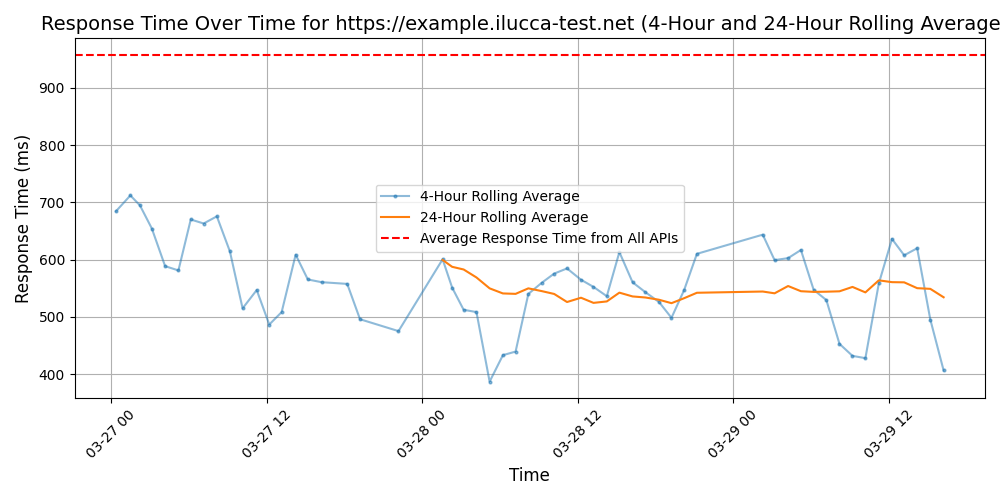 Response Time Over Time for https://example.ilucca-test.net (4-Hour and 24-Hour Rolling Average
Response Time (ms)
900
800
700
600
500
400
4-Hour Rolling Average
24-Hour Rolling Average
Average Response Time from All APIs
03-27 00
03-27 12
03-28 00
03-28 12
03-29 00
03-29 12
Time